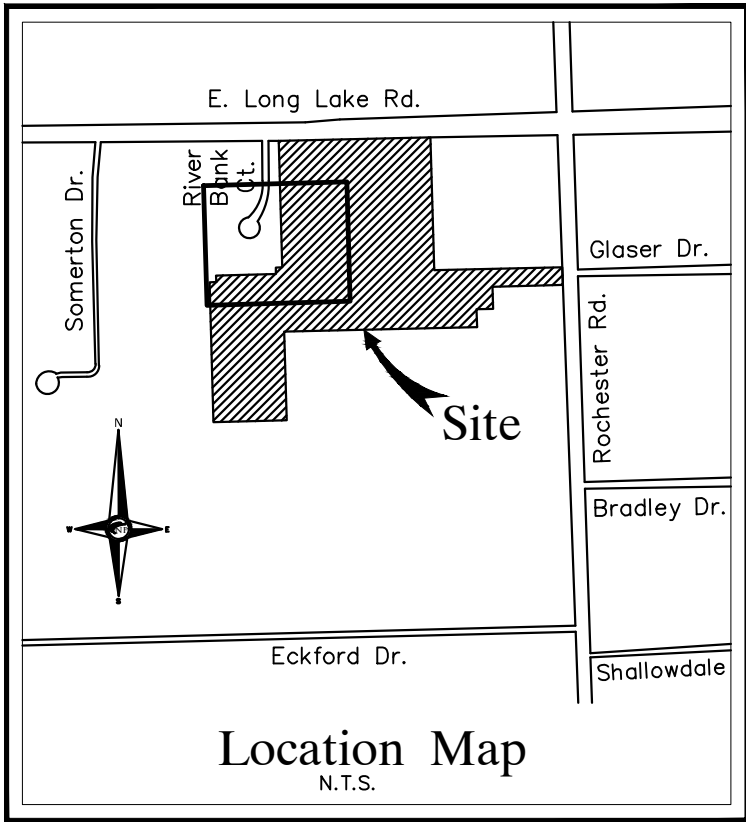 E. Long Lake Rd.
River
Bank
Ct.
Somerton Dr.
Glaser Dr.
Rochester Rd.
Site
N
W
E
S
Bradley Dr.
Eckford Dr.
Shallowdale
Location Map
N.T.S.